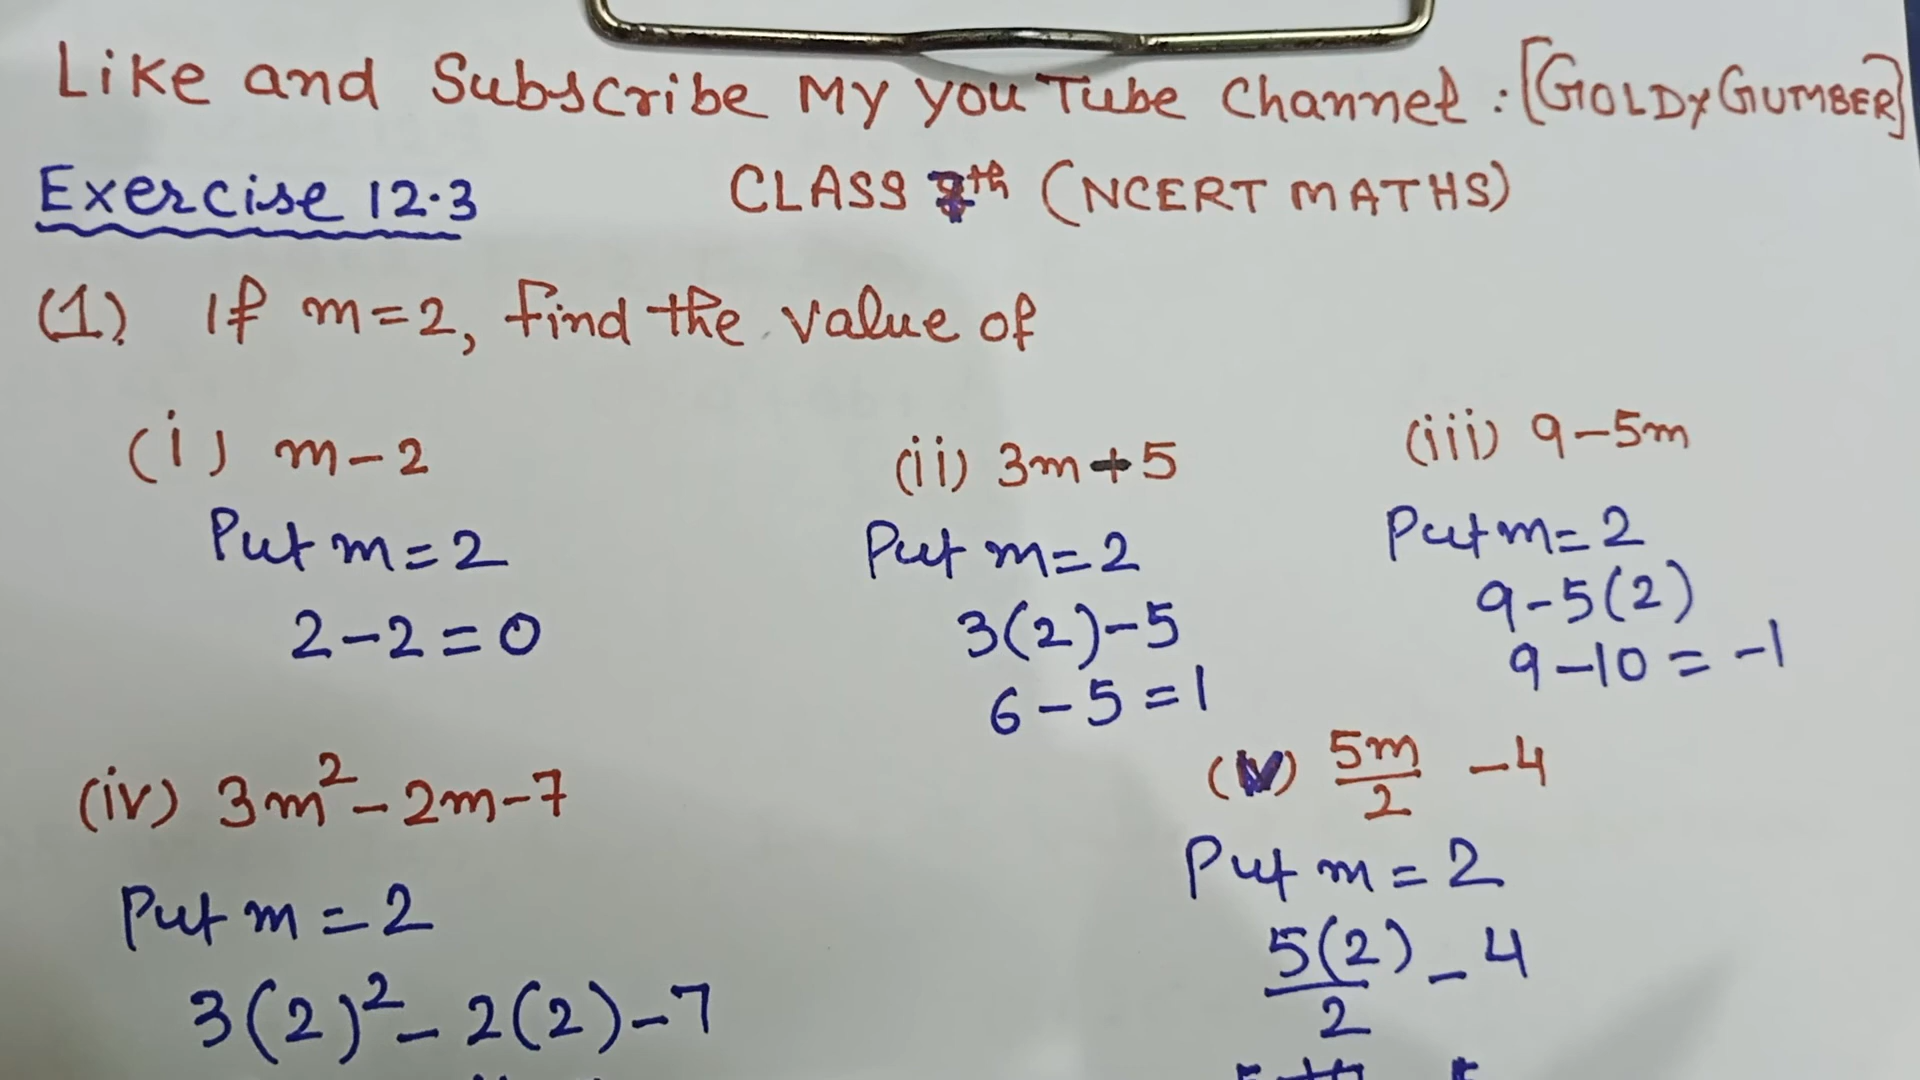 Like and Subscribe My You Tube Channel : [GOLDY GUMBER]
Exercise 12.3
CLASS 7th (NCERT MATHS)
(1) If m=2, find the value of
(i) m-2
Put m=2
2-2=0
(ii) 3m+5
Put m=2
3(2)-5
6-5=1
(iii) 9-5m
Put m=2
9-5(2)
9-10=-1
(iv) 3m²-2m-7
Put m=2
3(2)²-2(2)-7
(v) 5m/2 -4
Put m=2
5(2)/2 -4